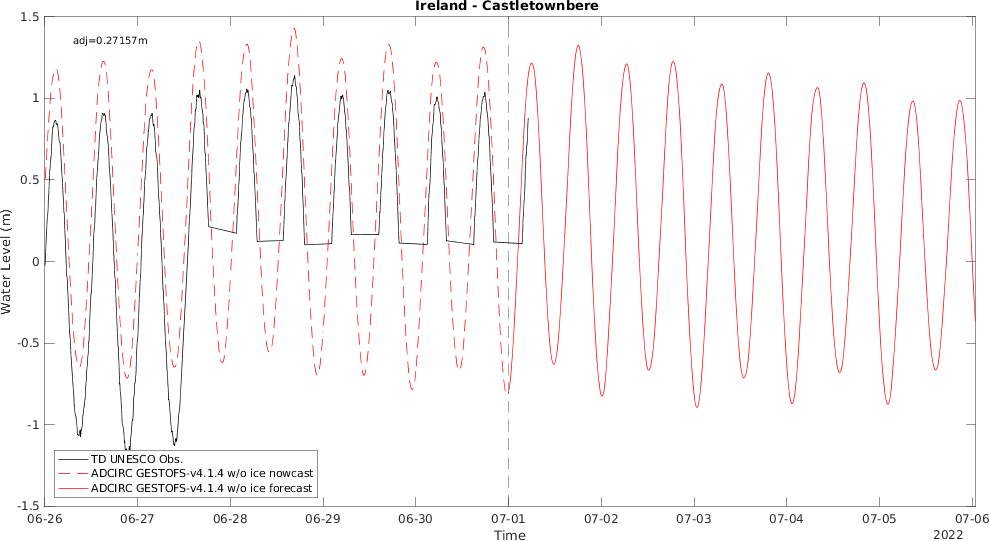 Ireland - Castletownbere
adj=0.27157m
1.5
1
0.5
0
-0.5
-1
-1.5
Water Level (m)
TD UNESCO Obs.
ADCIRC GESTOFS-v4.1.4 w/o ice nowcast
ADCIRC GESTOFS-v4.1.4 w/o ice forecast
06-26 06-27 06-28 06-29 06-30 07-01 07-02 07-03 07-04 07-05 07-06
Time
2022